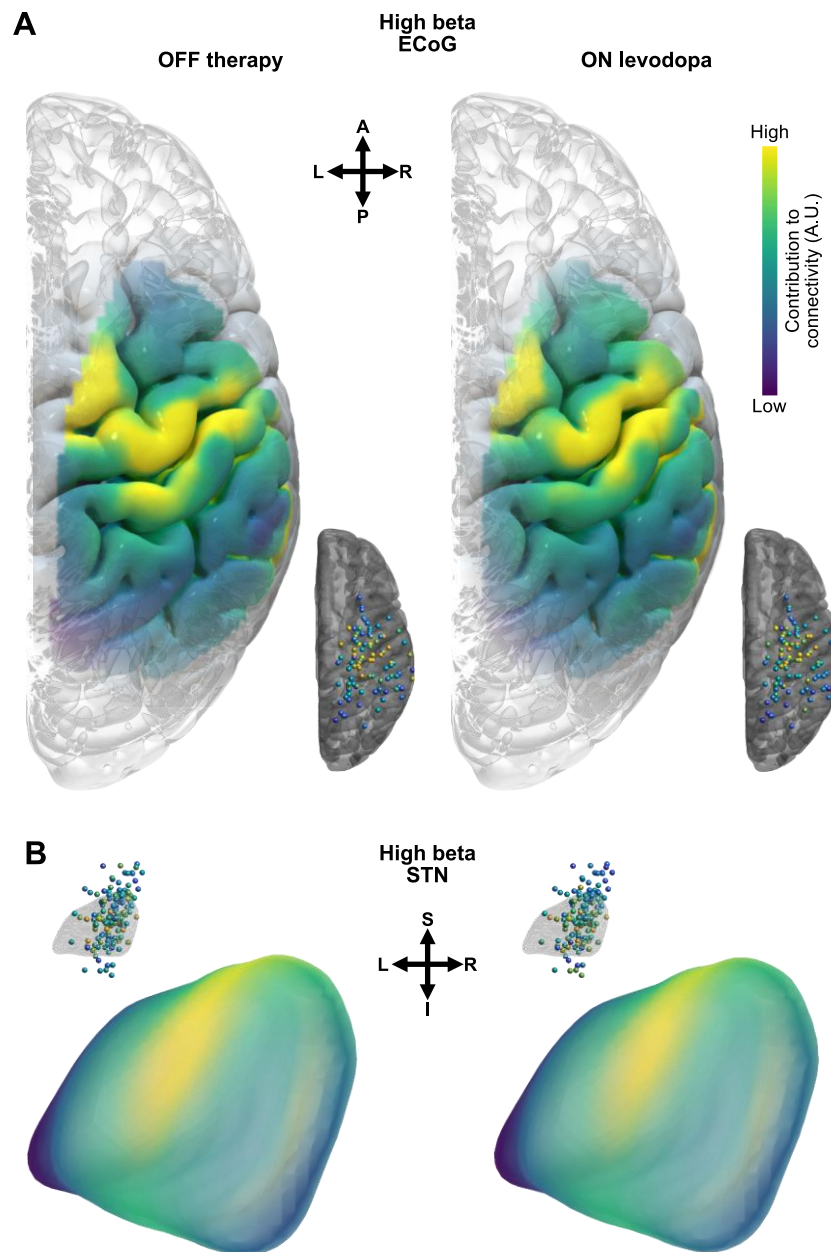 A
High beta
ECoG
OFF therapy
ON levodopa
A
L
R
P
High
Contribution to
connectivity (A.U.)
Low
B
High beta
STN
S
L
R
I